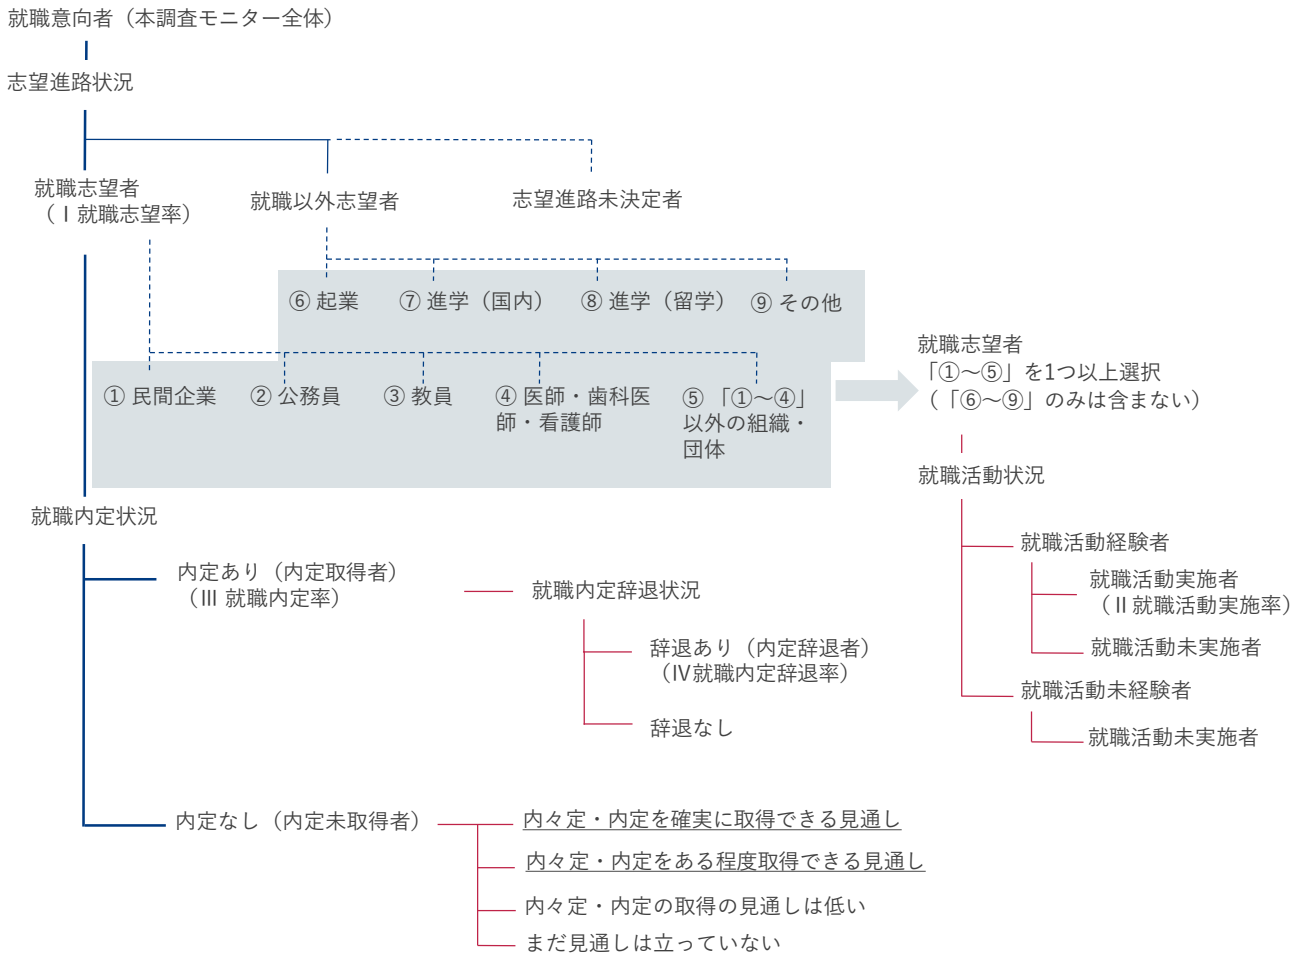 就職意向者（本調査モニター全体）
志望進路状況
就職志望者
（Ⅰ就職志望率）
就職以外志望者
志望進路未決定者
⑥ 起業
⑦ 進学（国内）
⑧ 進学（留学）
⑨ その他
① 民間企業
② 公務員
③ 教員
④ 医師・歯科医
師・看護師
⑤ 「①～④」
以外の組織・
団体
就職志望者
「①～⑤」を1つ以上選択
（「⑥～⑨」のみは含まない）
就職活動状況
就職活動経験者
就職活動実施者
（Ⅱ就職活動実施率）
就職活動未実施者
就職活動未経験者
就職活動未実施者
就職内定状況
内定あり（内定取得者）
（Ⅲ 就職内定率）
就職内定辞退状況
辞退あり（内定辞退者）
（Ⅳ就職内定辞退率）
辞退なし
内定なし（内定未取得者）
内々定・内定を確実に取得できる見通し
内々定・内定をある程度取得できる見通し
内々定・内定の取得の見通しは低い
まだ見通しは立っていない